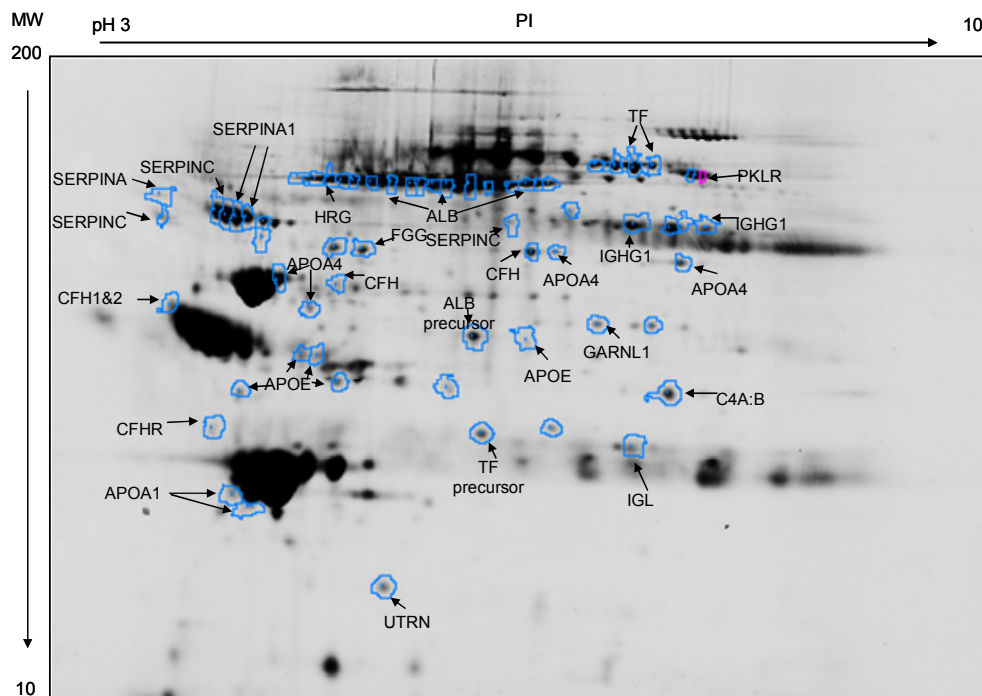 MW
pH 3
PI
10
200
TF
SERPINA1
SERPINC
SERPINA
PKLR
SERPINC
HRG
ALB
IGHG1
FGG
SERPINC
IGHG1
CFH
APOA4
APOA4
CFH
APOA4
CFH1&2
ALB
precursor
GARNL1
APOE
APOE
C4A:B
CFHR
TF
precursor
APOA1
IGL
UTRN
10